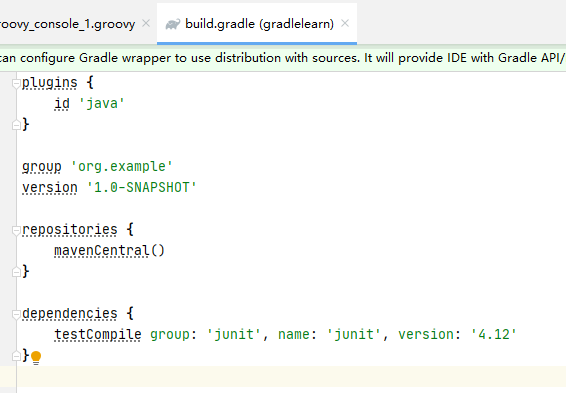 roovy_console_1.groovy
build.gradle (gradlelearn)
can configure Gradle wrapper to use distribution with sources. It will provide IDE with Gradle API/
plugins {
    id 'java'
}
group 'org.example'
version '1.0-SNAPSHOT'
repositories {
    mavenCentral()
}
dependencies {
    testCompile group: 'junit', name: 'junit', version: '4.12'
}